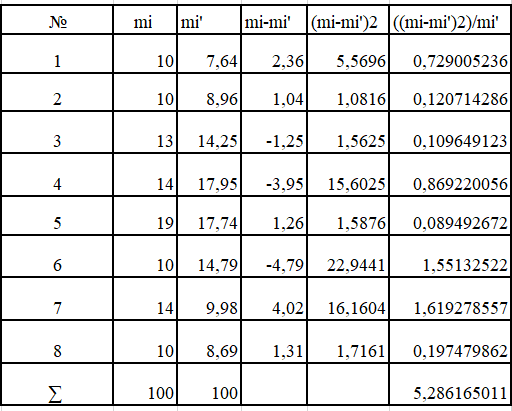 № mi mi' mi-mi' (mi-mi')2 ((mi-mi')2)/mi'
1 10 7,64 2,36 5,5696 0,729005236
2 10 8,96 1,04 1,0816 0,120714286
3 13 14,25 -1,25 1,5625 0,109649123
4 14 17,95 -3,95 15,6025 0,869220056
5 19 17,74 1,26 1,5876 0,089492672
6 10 14,79 -4,79 22,9441 1,55132522
7 14 9,98 4,02 16,1604 1,619278557
8 10 8,69 1,31 1,7161 0,197479862
∑ 100 100 5,286165011